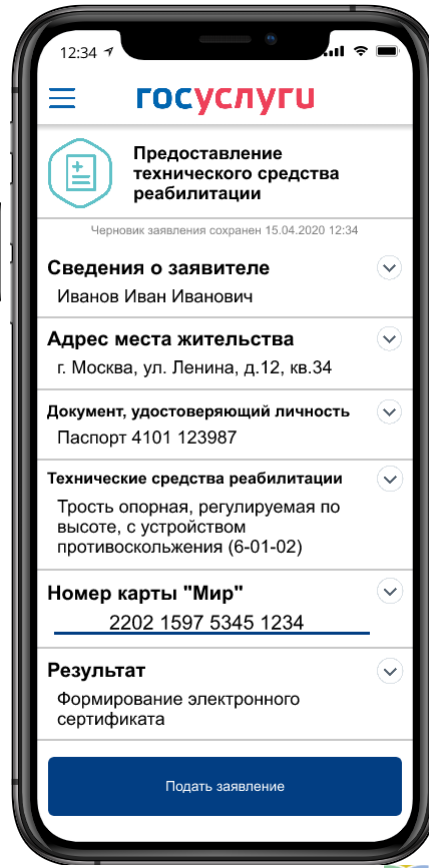 12:34
госуслуги
Предоставление
технического средства
реабилитации
Черновик заявления сохранен 15.04.2020 12:34
Сведения о заявителе
Иванов Иван Иванович
Адрес места жительства
г. Москва, ул. Ленина, д.12, кв.34
Документ, удостоверяющий личность
Паспорт 4101 123987
Технические средства реабилитации
Трость опорная, регулируемая по
высоте, с устройством
противоскольжения (6-01-02)
Номер карты "Мир"
2202 1597 5345 1234
Результат
Формирование электронного
сертификата
Подать заявление